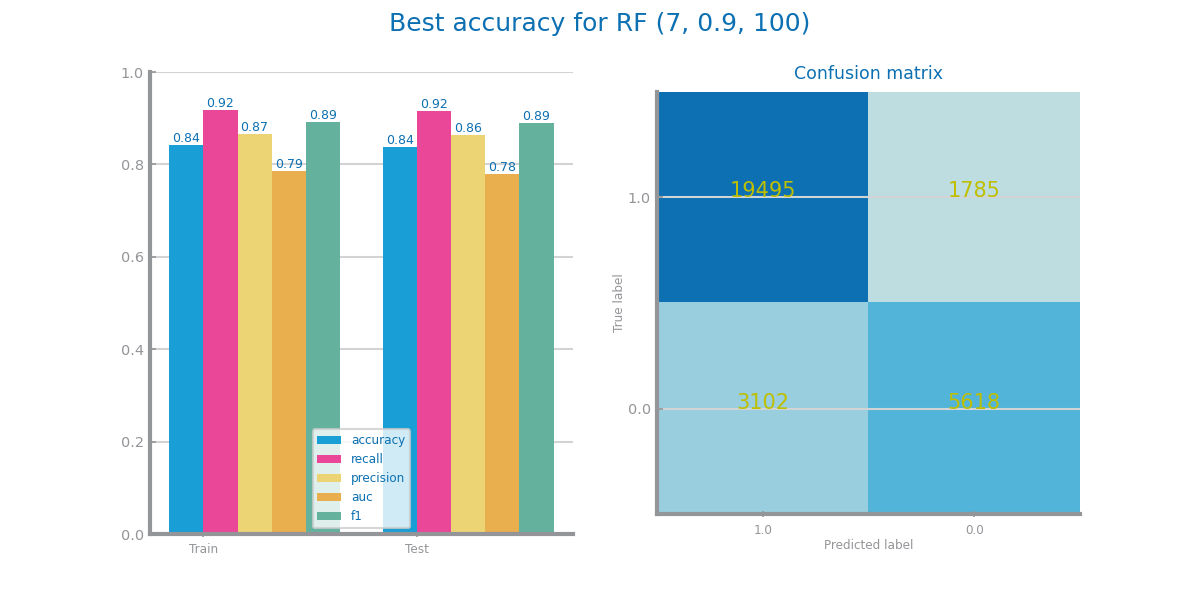 Best accuracy for RF (7, 0.9, 100)
1.0
0.8
0.6
0.4
0.2
0.0
0.84
0.92
0.87
0.79
0.89
0.84
0.92
0.86
0.78
0.89
accuracy
recall
precision
auc
f1
Train
Test
Confusion matrix
True label
1.0
0.0
19495
1785
3102
5618
1.0
0.0
Predicted label